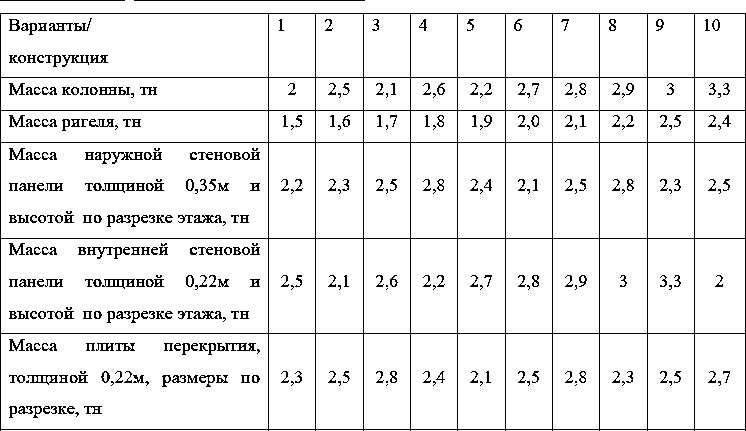 Варианты/ 1 2 3 4 5 6 7 8 9 10
конструкция
Масса колонны, тн 2 2,5 2,1 2,6 2,2 2,7 2,8 2,9 3 3,3
Масса ригеля, тн 1,5 1,6 1,7 1,8 1,9 2,0 2,1 2,2 2,5 2,4
Масса наружной стеновой
панели толщиной 0,35м и 2,2 2,3 2,5 2,8 2,4 2,1 2,5 2,8 2,3 2,5
высотой по разрезке этажа, тн
Масса внутренней стеновой
панели толщиной 0,22м и 2,5 2,1 2,6 2,2 2,7 2,8 2,9 3 3,3 2
высотой по разрезке этажа, тн
Масса плиты перекрытия,
толщиной 0,22м, размеры по 2,3 2,5 2,8 2,4 2,1 2,5 2,8 2,3 2,5 2,7
разрезке, тн